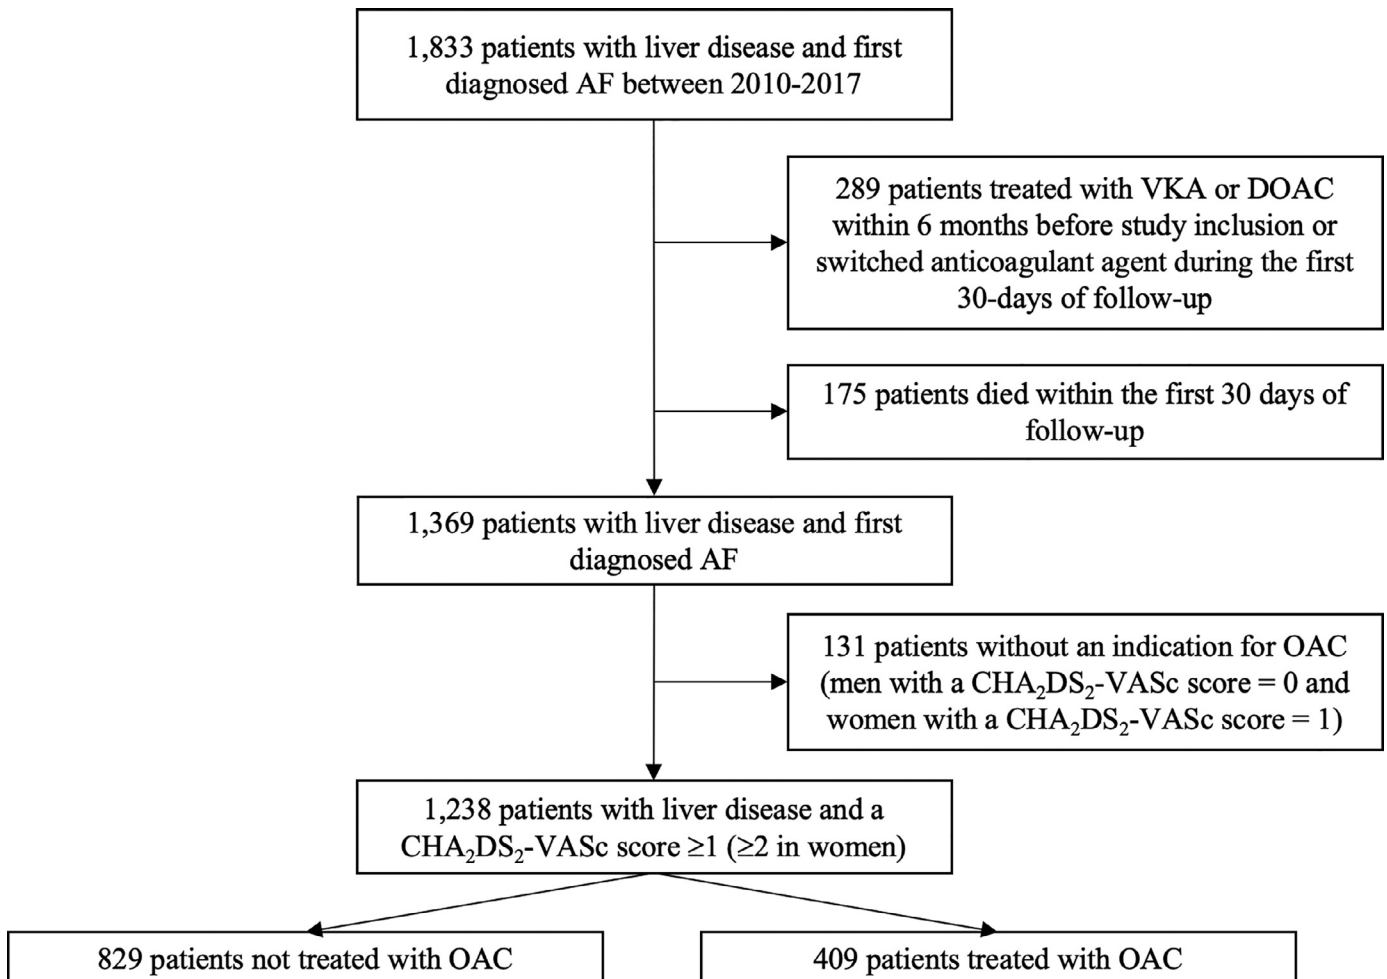 1,833 patients with liver disease and first
diagnosed AF between 2010-2017
289 patients treated with VKA or DOAC
within 6 months before study inclusion or
switched anticoagulant agent during the first
30-days of follow-up
175 patients died within the first 30 days of
follow-up
1,369 patients with liver disease and first
diagnosed AF
131 patients without an indication for OAC
(men with a CHA₂DS₂-VASc score = 0 and
women with a CHA₂DS₂-VASc score = 1)
1,238 patients with liver disease and a
CHA₂DS₂-VASc score ≥1 (≥2 in women)
829 patients not treated with OAC
409 patients treated with OAC